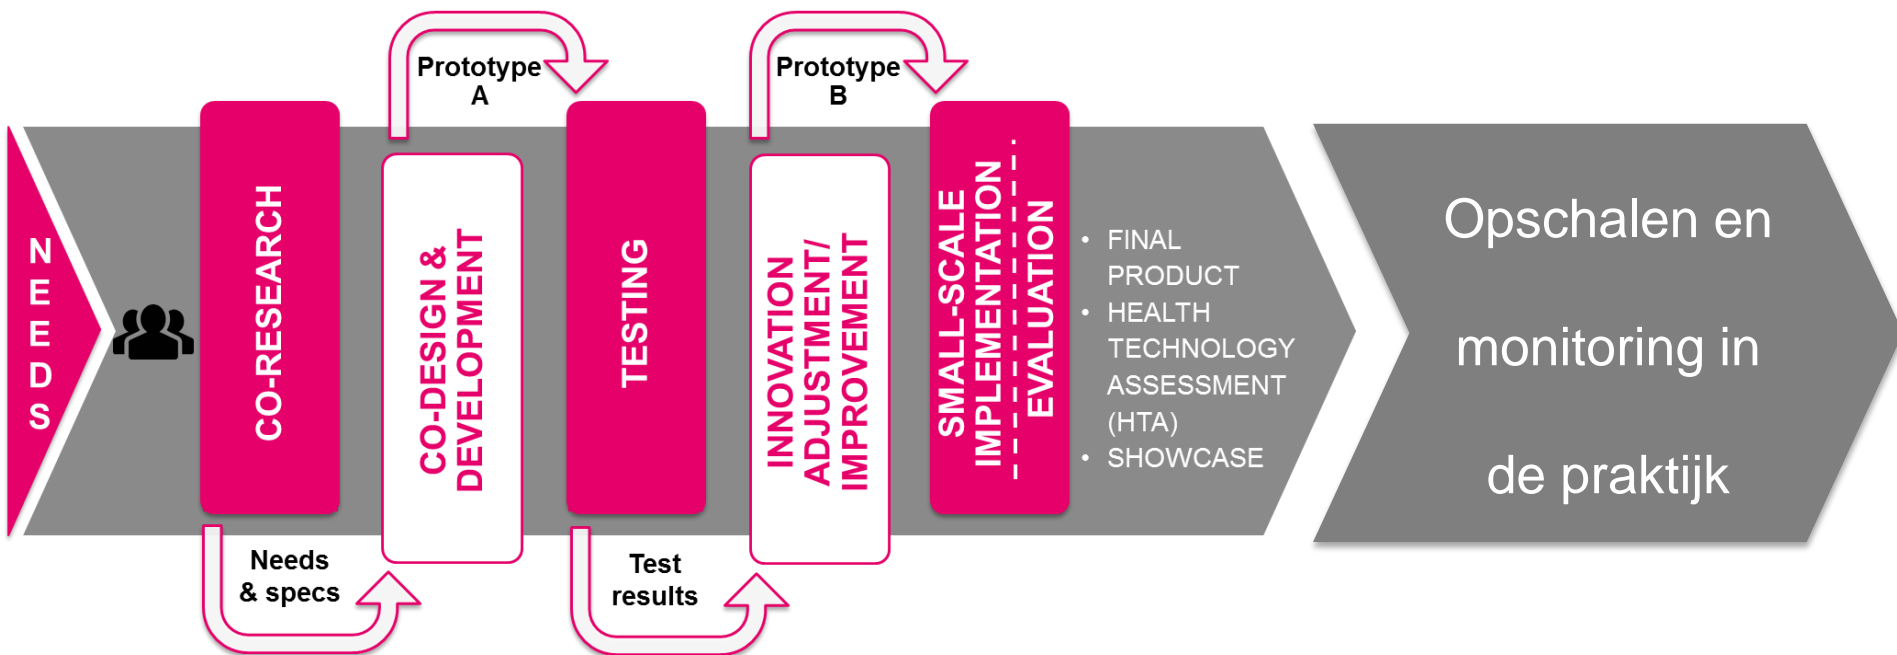 NEEDS
CO-RESEARCH
Needs
& specs
CO-DESIGN &
DEVELOPMENT
Prototype
A
TESTING
Test
results
INNOVATION
ADJUSTMENT/
IMPROVEMENT
Prototype
B
SMALL-SCALE
IMPLEMENTATION
EVALUATION
• FINAL
PRODUCT
• HEALTH
TECHNOLOGY
ASSESSMENT
(HTA)
• SHOWCASE
Opschalen en
monitoring in
de praktijk